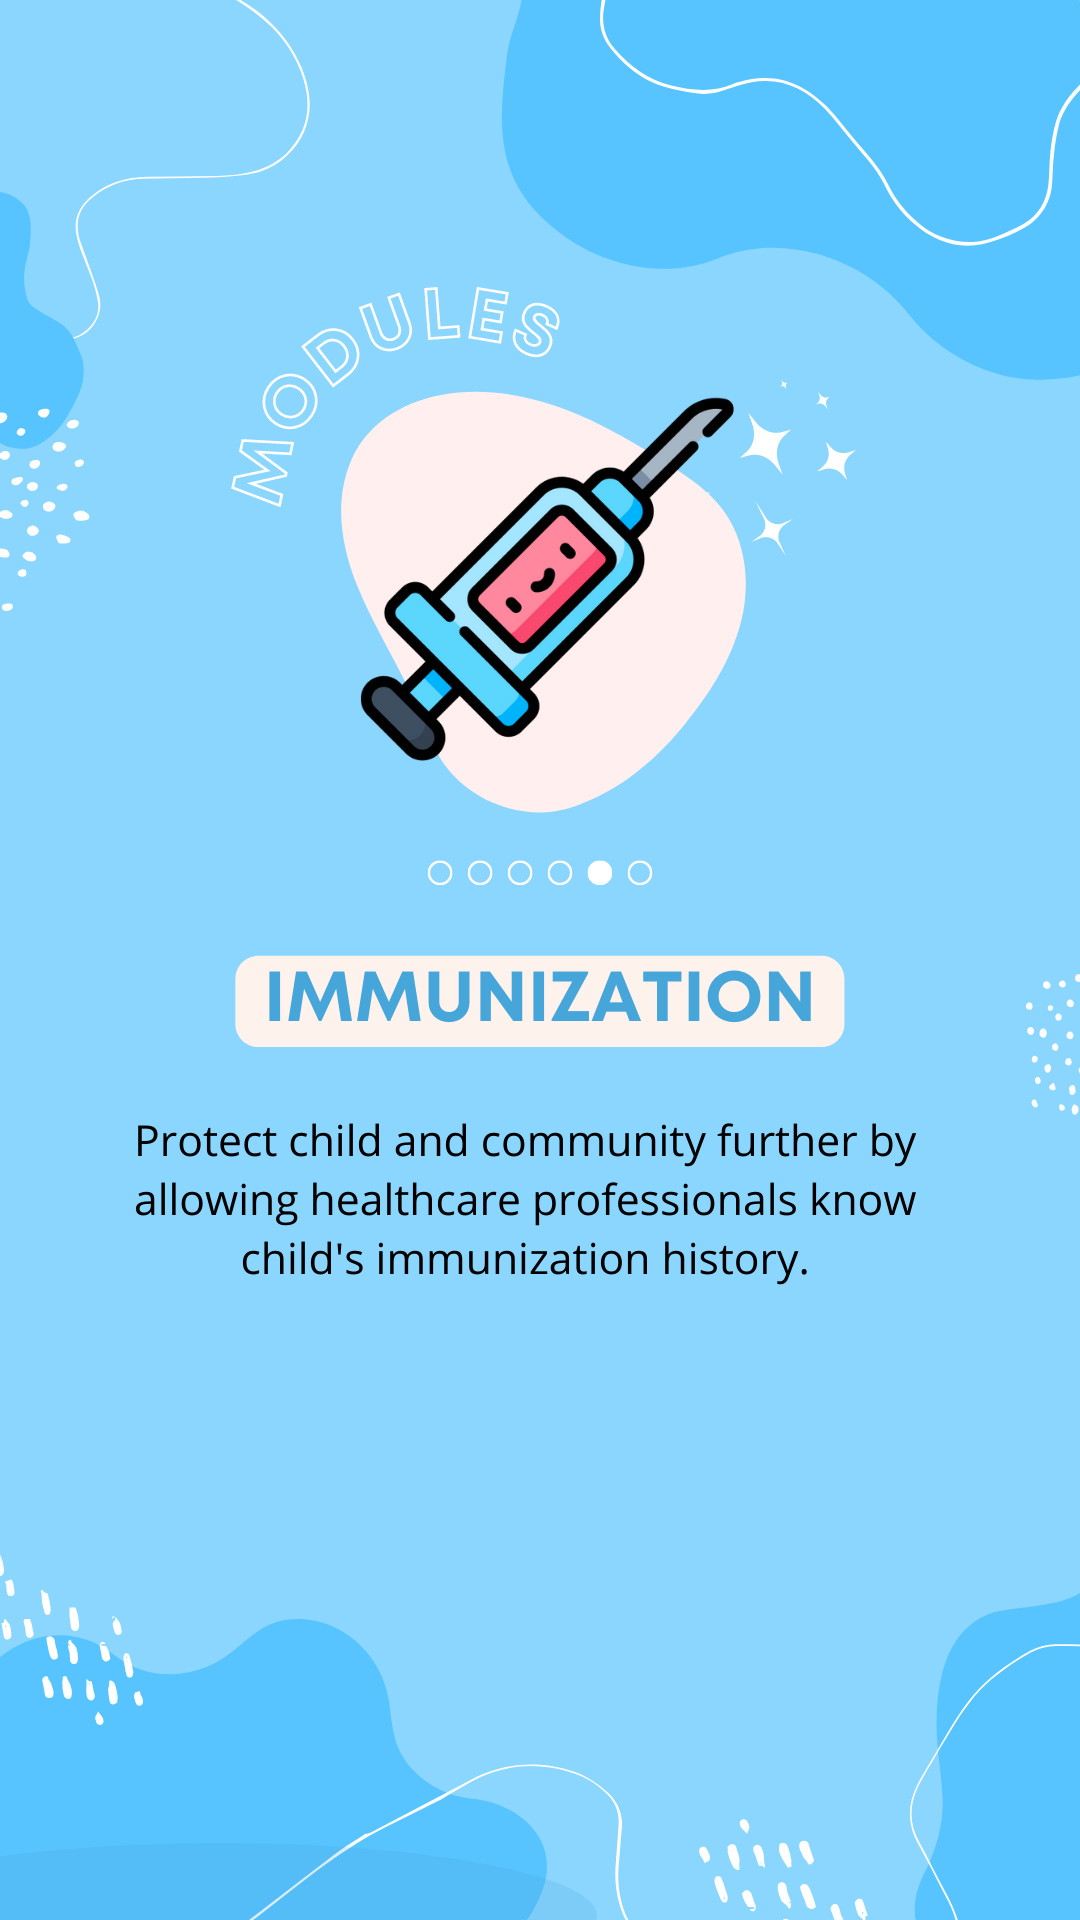 MODULES
IMMUNIZATION
Protect child and community further by
allowing healthcare professionals know
child's immunization history.